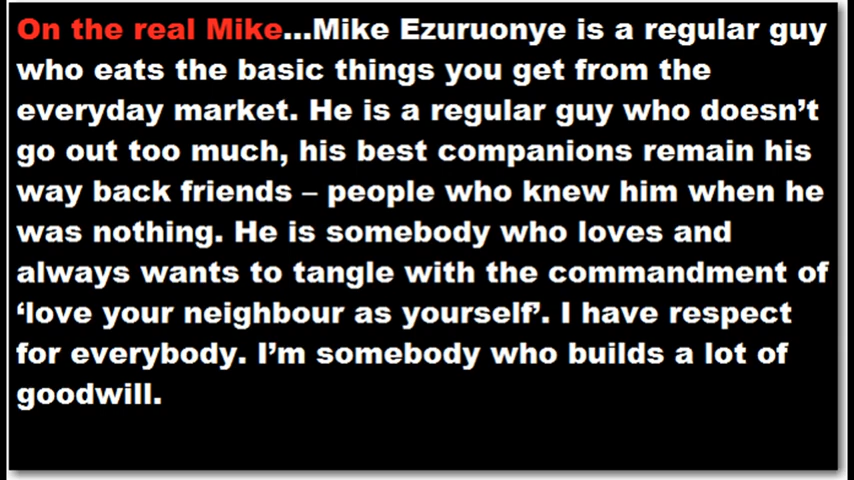 On the real Mike...Mike Ezuruonye is a regular guy
who eats the basic things you get from the
everyday market. He is a regular guy who doesn’t
go out too much, his best companions remain his
way back friends – people who knew him when he
was nothing. He is somebody who loves and
always wants to tangle with the commandment of
‘love your neighbour as yourself’. I have respect
for everybody. I’m somebody who builds a lot of
goodwill.